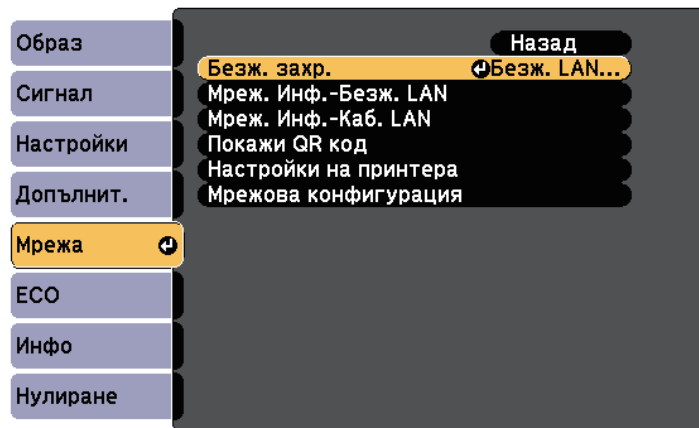 Образ
Сигнал
Настройки
Допълнит.
Мрежа
ECO
Инфо
Нулиране
Назад
Безж. захр. Безж. LAN...
Мреж. Инф.-Безж. LAN
Мреж. Инф.-Каб. LAN
Покажи QR код
Настройки на принтера
Мрежова конфигурация